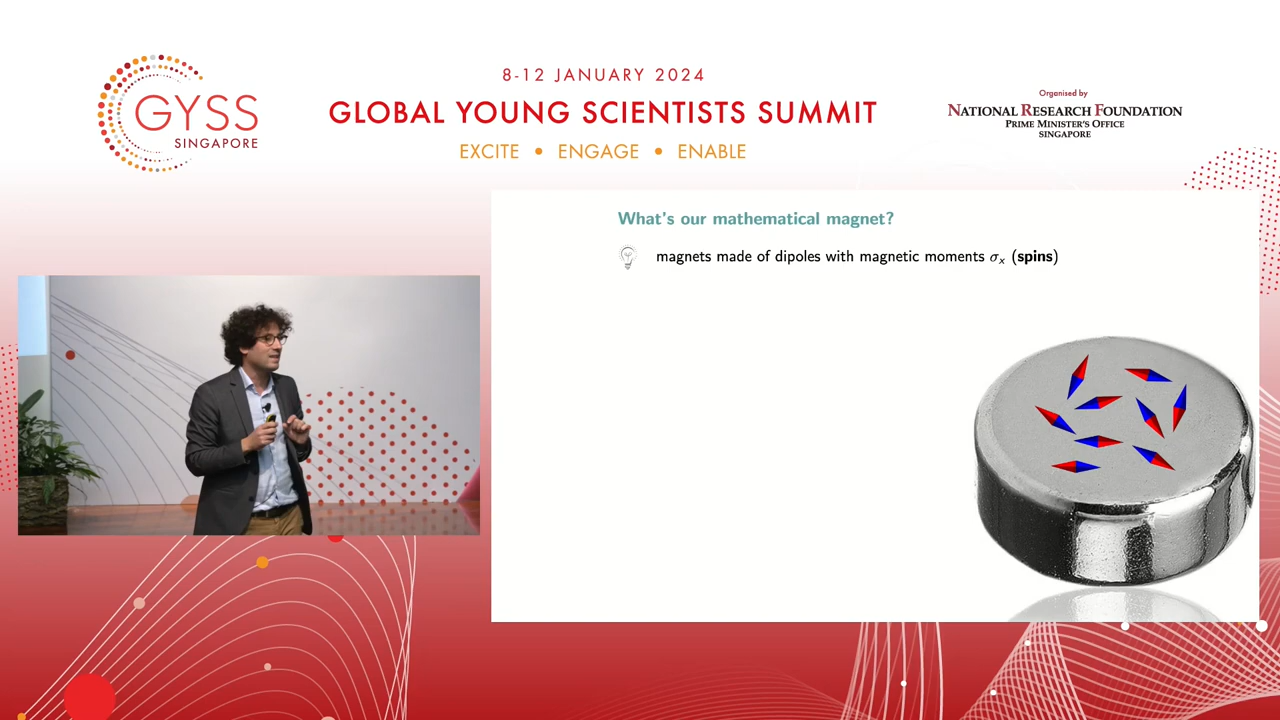 GYSS
SINGAPORE
8-12 JANUARY 2024
GLOBAL YOUNG SCIENTISTS SUMMIT
EXCITE • ENGAGE • ENABLE
Organised by
NATIONAL RESEARCH FOUNDATION
PRIME MINISTER'S OFFICE
SINGAPORE
What's our mathematical magnet?
magnets made of dipoles with magnetic moments σₓ (spins)